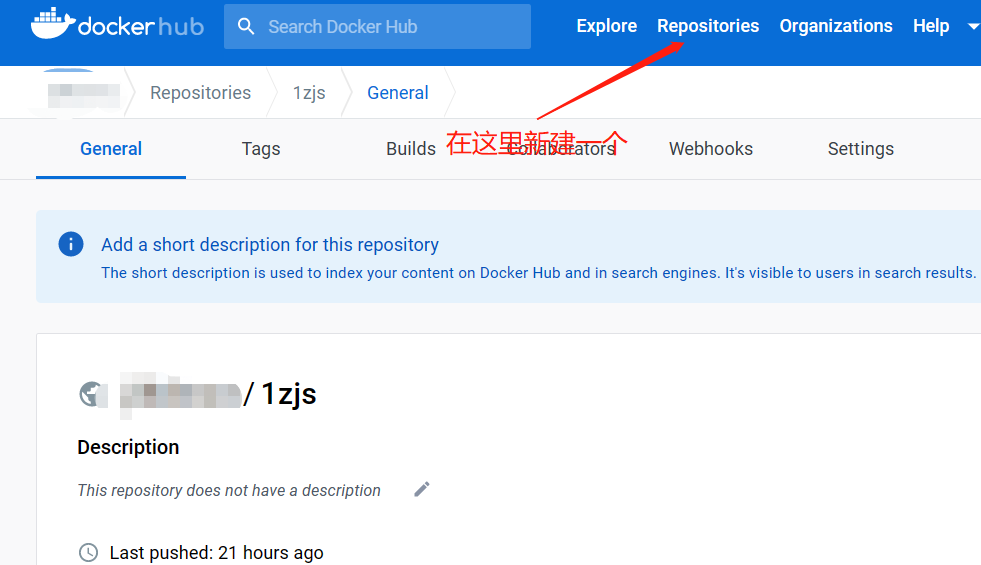 docker hub Search Docker Hub Explore Repositories Organizations Help
Repositories 1zjs General
General Tags Builds Collaborators Webhooks Settings
在这里新建一个
Add a short description for this repository
The short description is used to index your content on Docker Hub and in search engines. It's visible to users in search results.
/ 1zjs
Description
This repository does not have a description
Last pushed: 21 hours ago